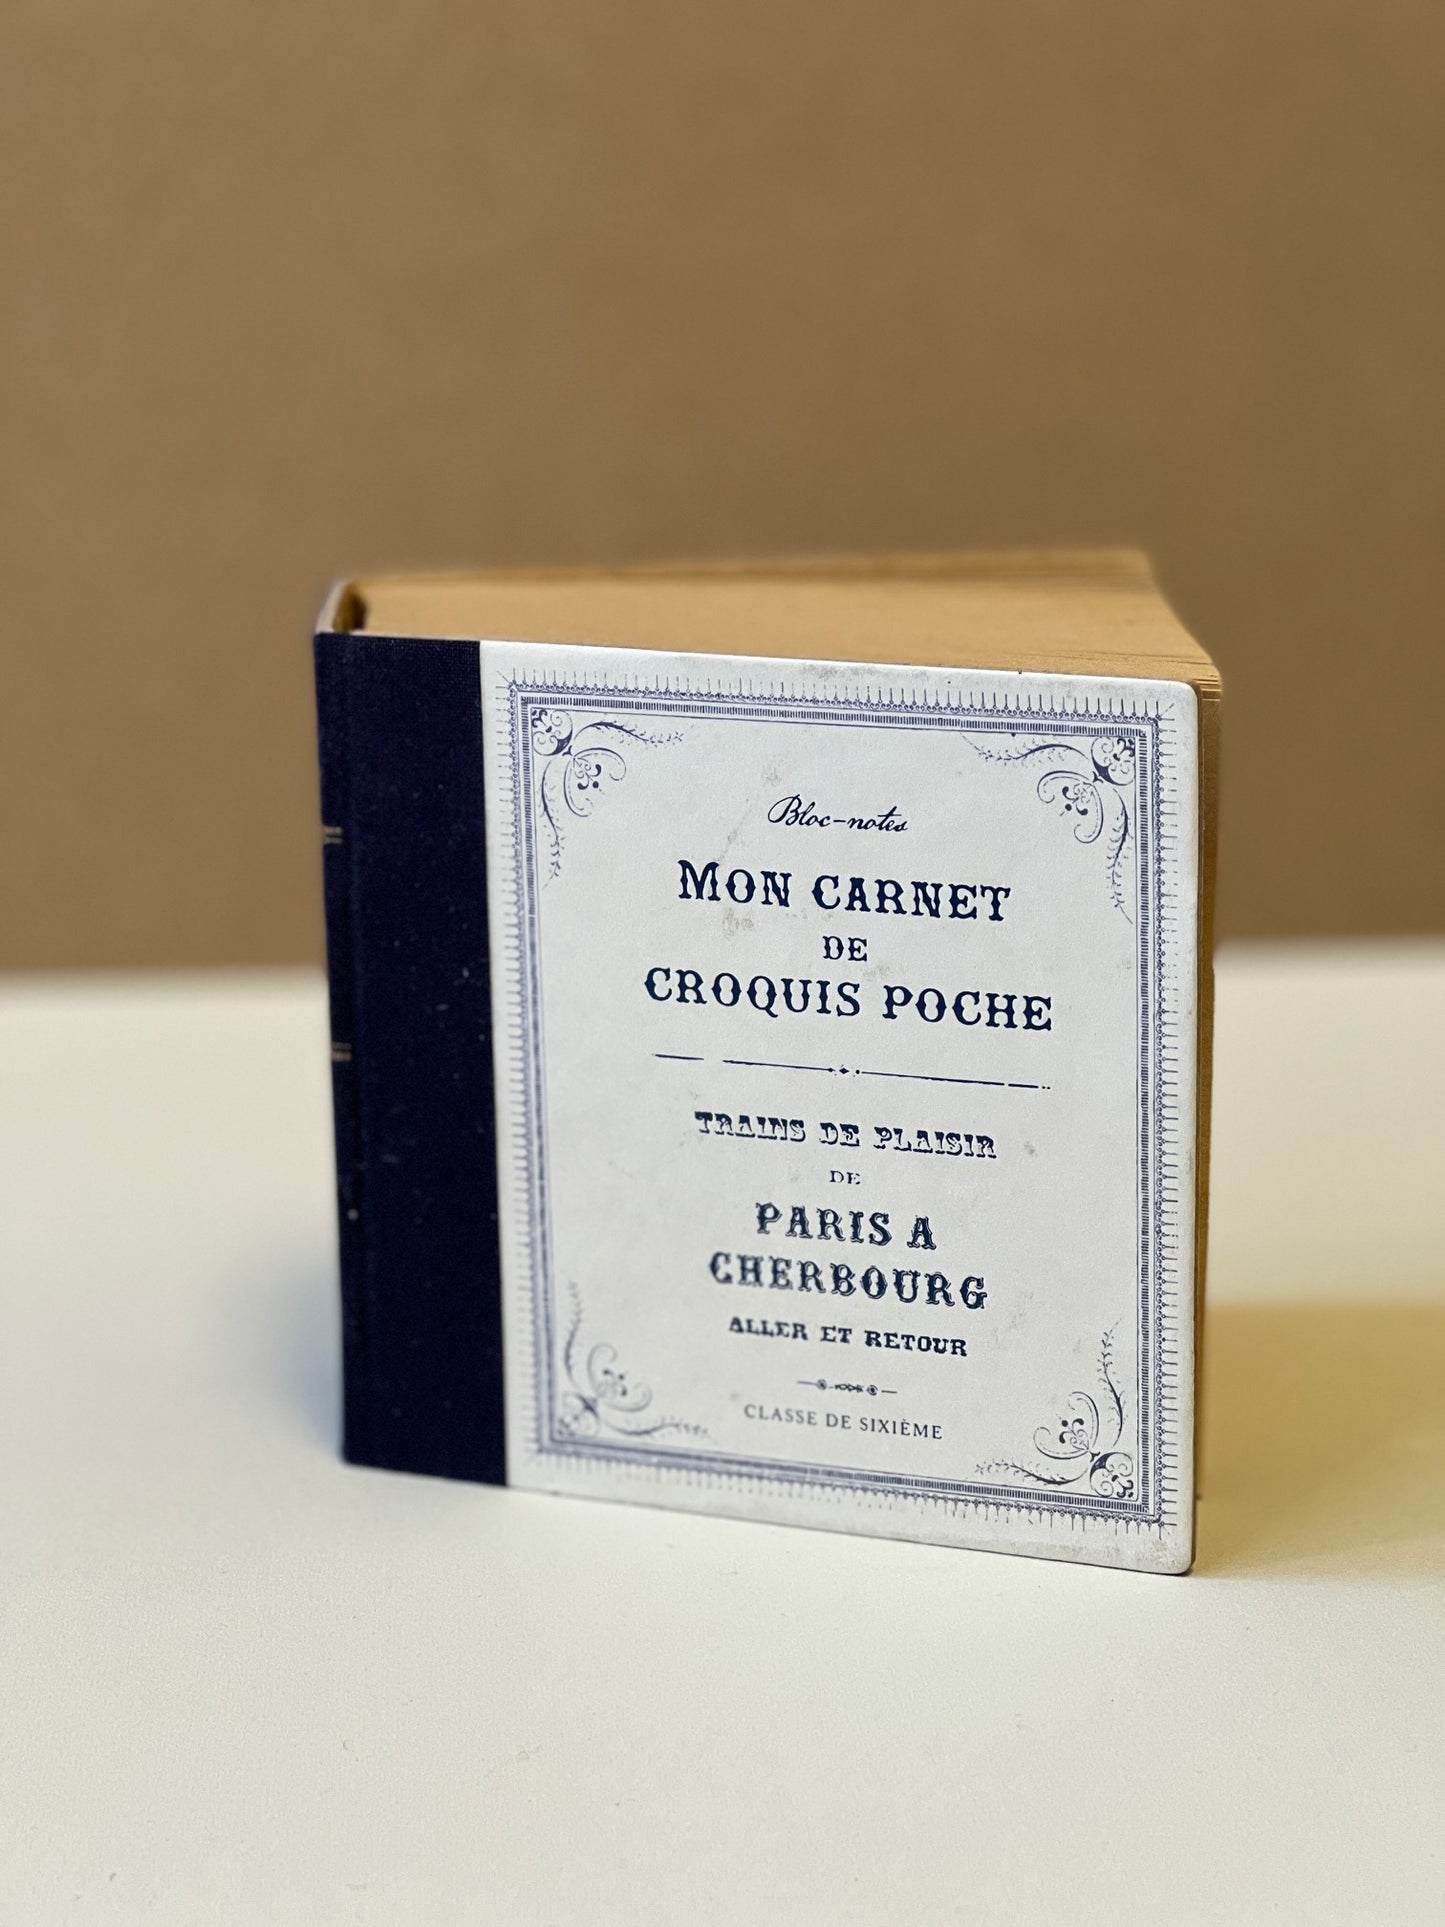 Bloc-notes
MON CARNET
DE
CROQUIS POCHE
TRAINS DE PLAISIR
DE
PARIS A
CHERBOURG
ALLER ET RETOUR
CLASSE DE SIXIÈME